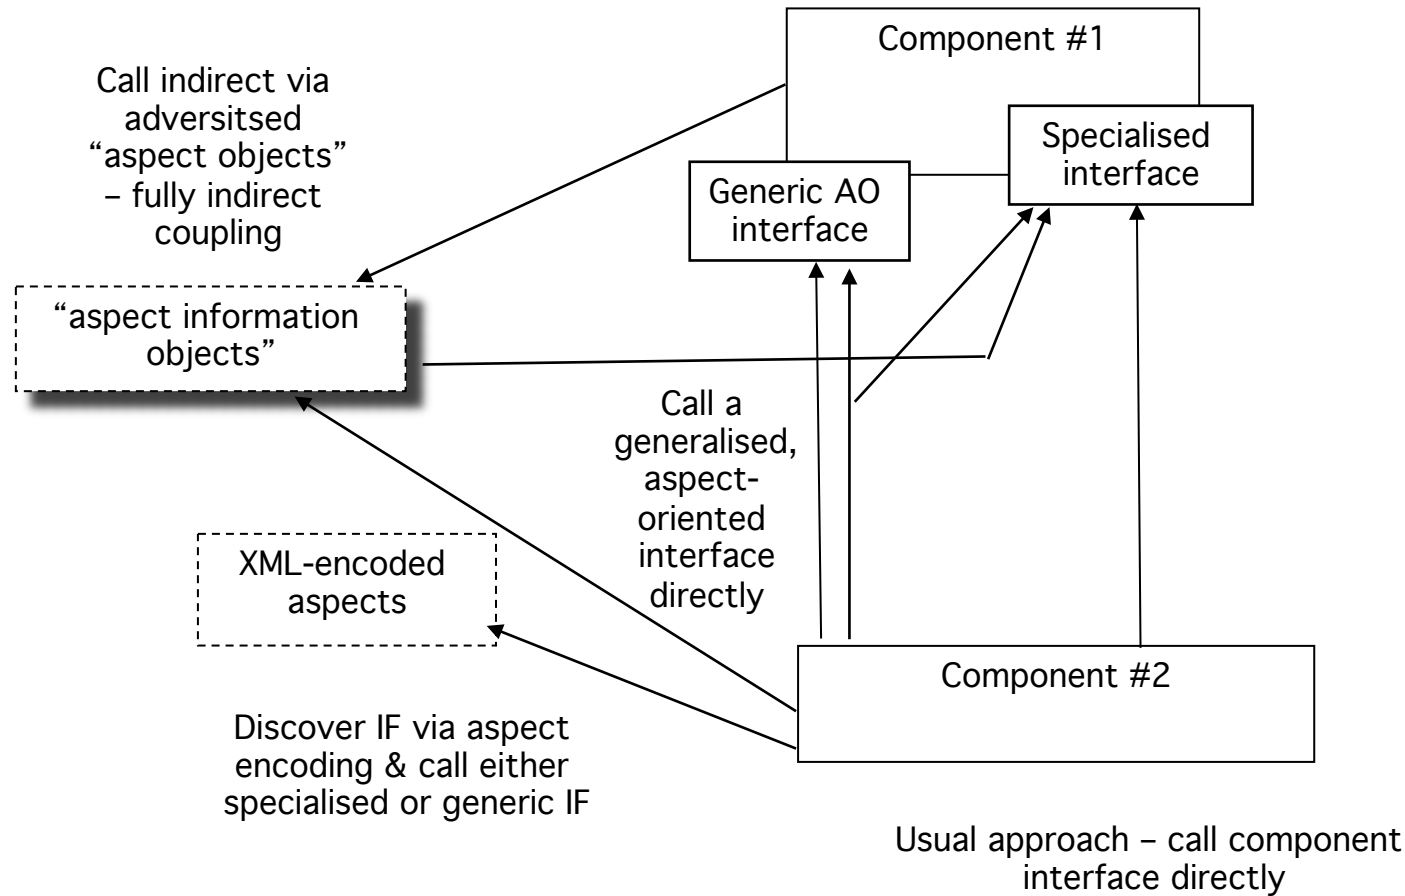 Component #1
Call indirect via
adversitsed
“aspect objects”
– fully indirect
coupling
Specialised
interface
Generic AO
interface
“aspect information
objects”
Call a
generalised,
aspect-
oriented
interface
directly
XML-encoded
aspects
Component #2
Discover IF via aspect
encoding & call either
specialised or generic IF
Usual approach – call component
interface directly